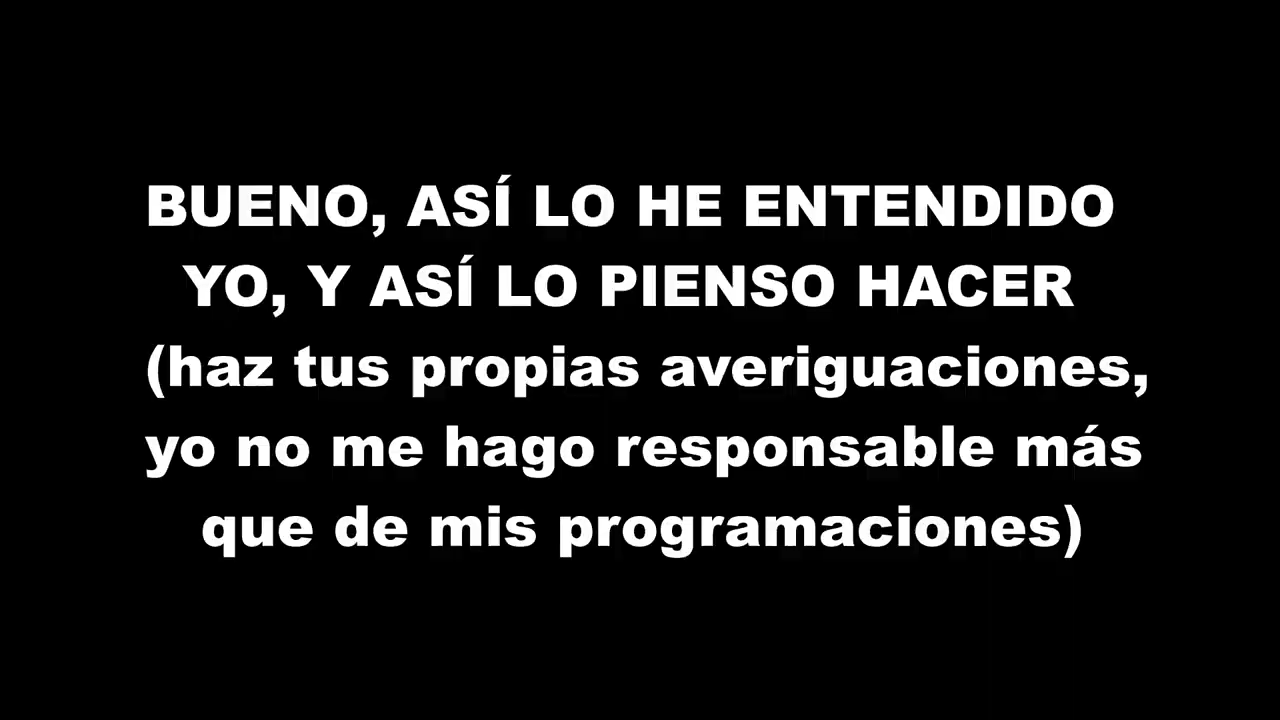 BUENO, ASÍ LO HE ENTENDIDO
YO, Y ASÍ LO PIENSO HACER
(haz tus propias averiguaciones,
yo no me hago responsable más
que de mis programaciones)